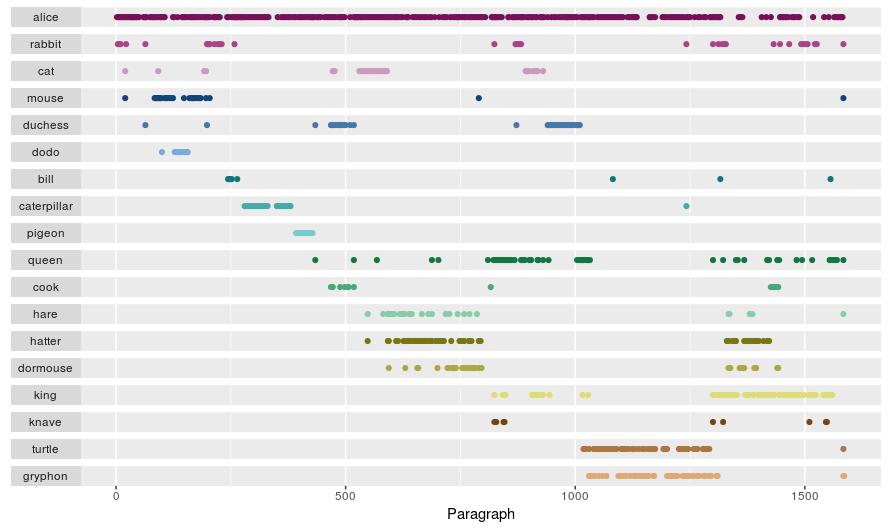 alice
rabbit
cat
mouse
duchess
dodo
bill
caterpillar
pigeon
queen
cook
hare
hatter
dormouse
king
knave
turtle
gryphon
0 500 1000 1500
Paragraph